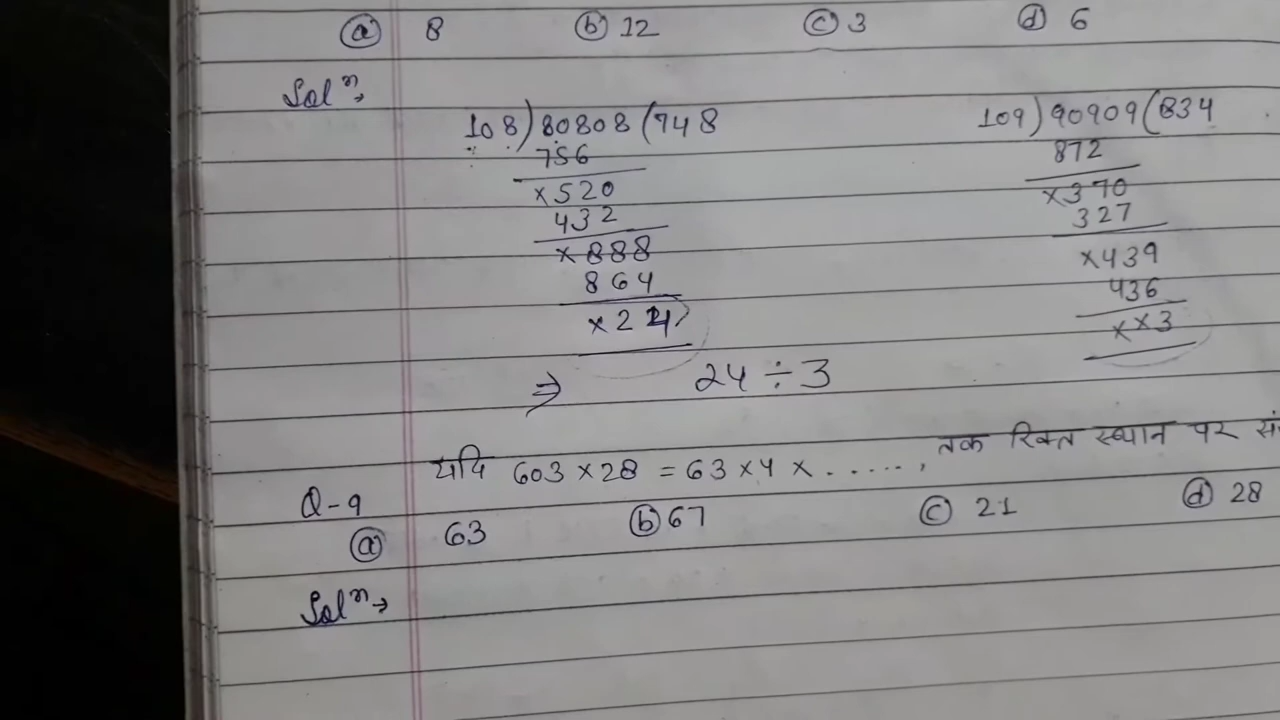 ⓐ 8 ⓑ 12 ⓒ 3 ⓓ 6
Solⁿ→
108)80808(748 109)90909(834
756 872
×520 ×370
432 327
×888 ×439
864 436
×24 ××3
⇒ 24 ÷ 3
यदि 603 × 28 = 63 × 4 × ......, तक रिक्त स्थान पर सं
Q-9
ⓐ 63 ⓑ 67 ⓒ 21 ⓓ 28
Solⁿ→